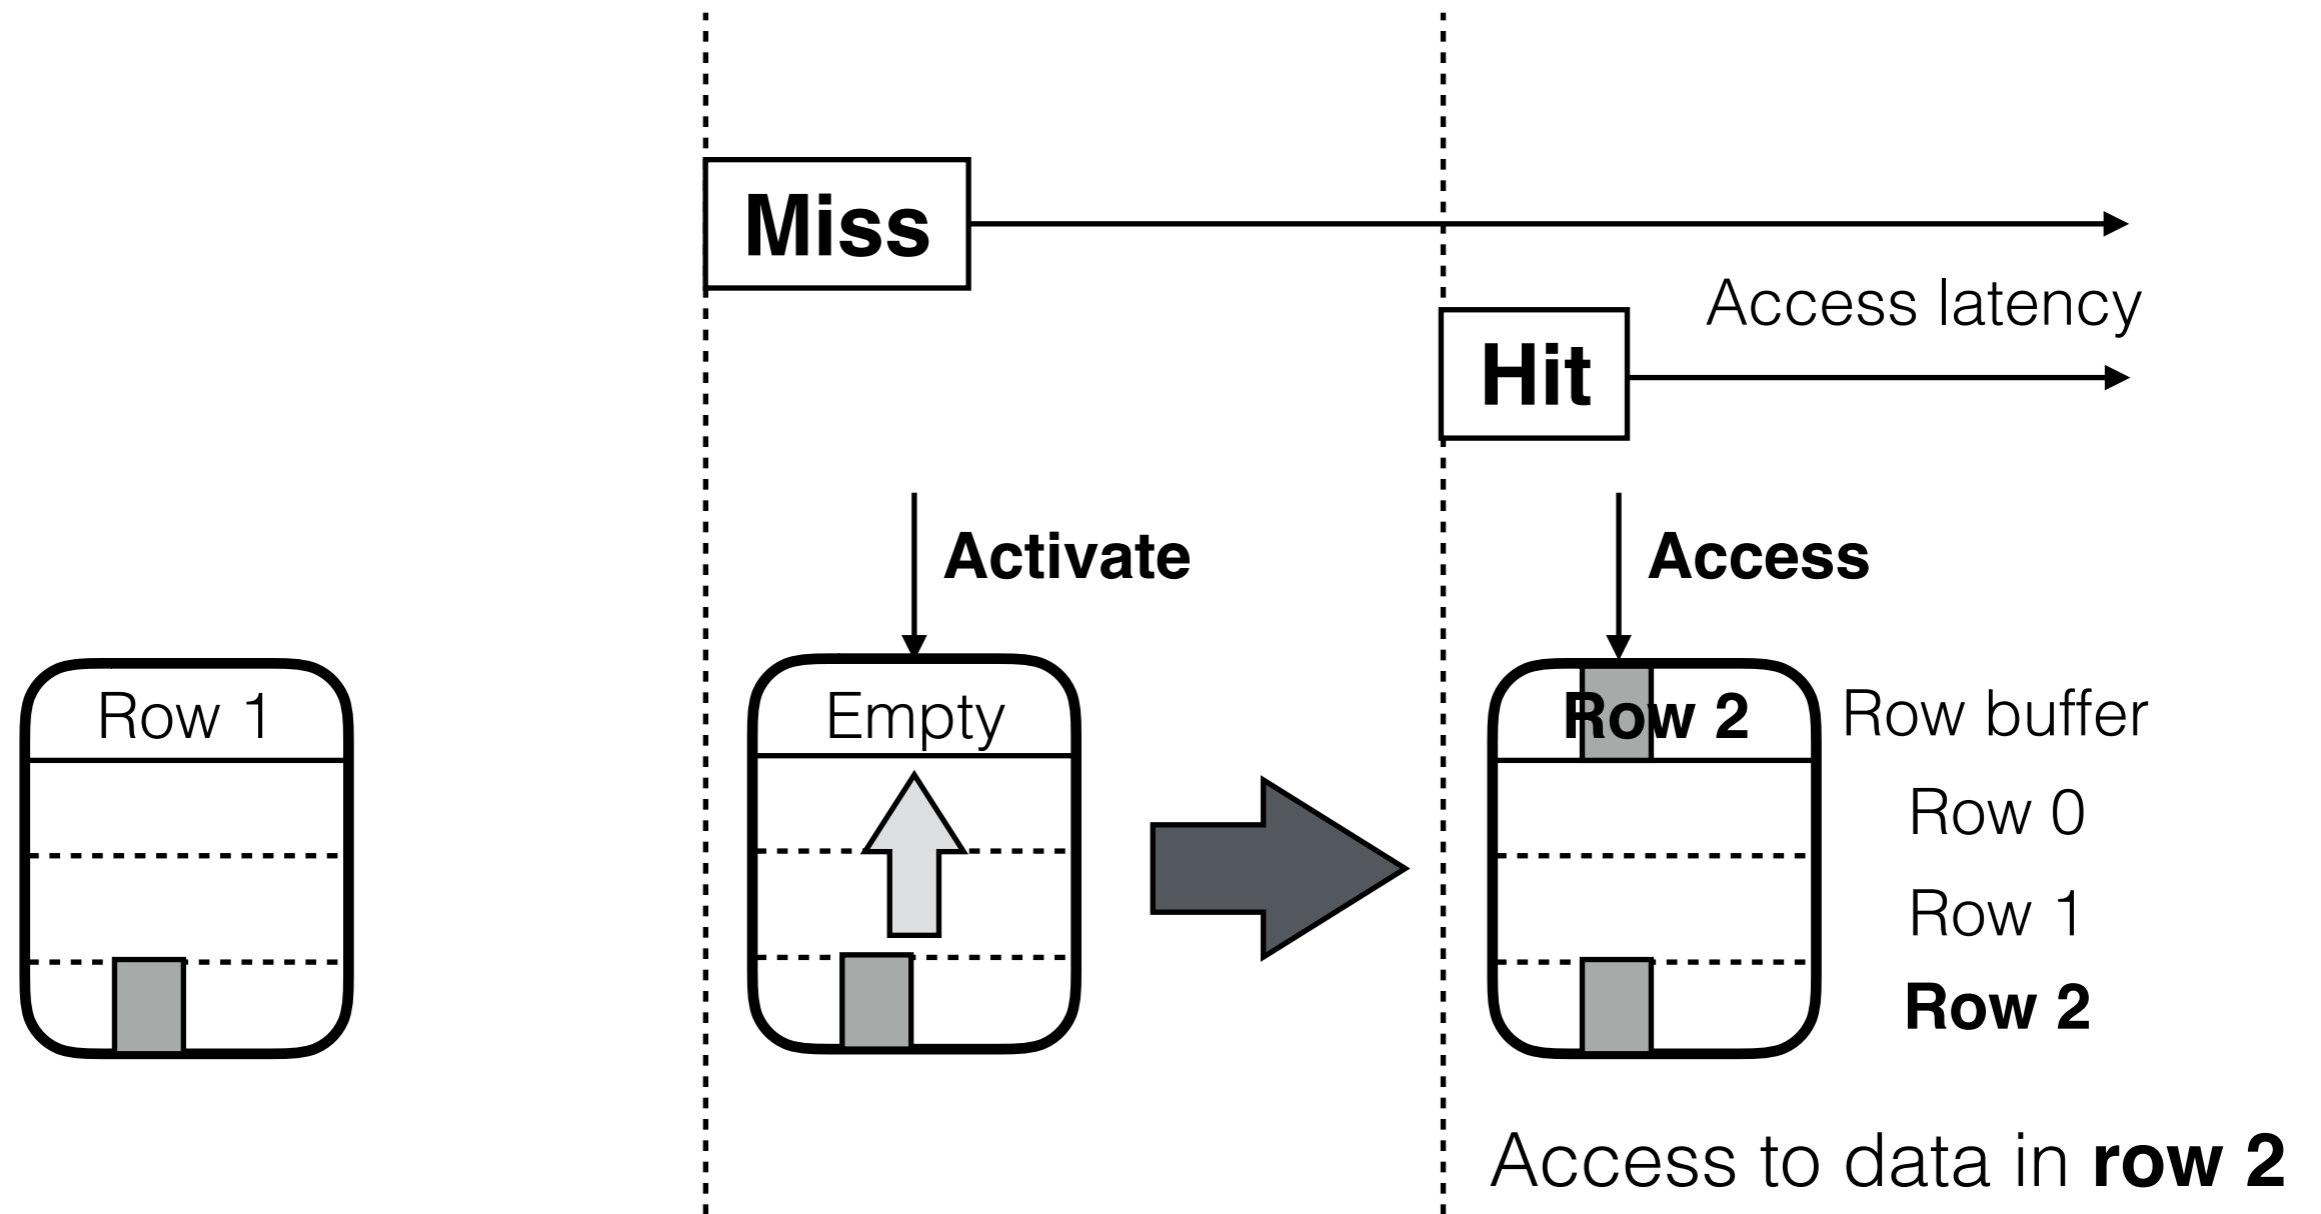 Miss
Access latency
Hit
Activate
Access
Row 1
Empty
Row 2
Row buffer
Row 0
Row 1
Row 2
Access to data in row 2